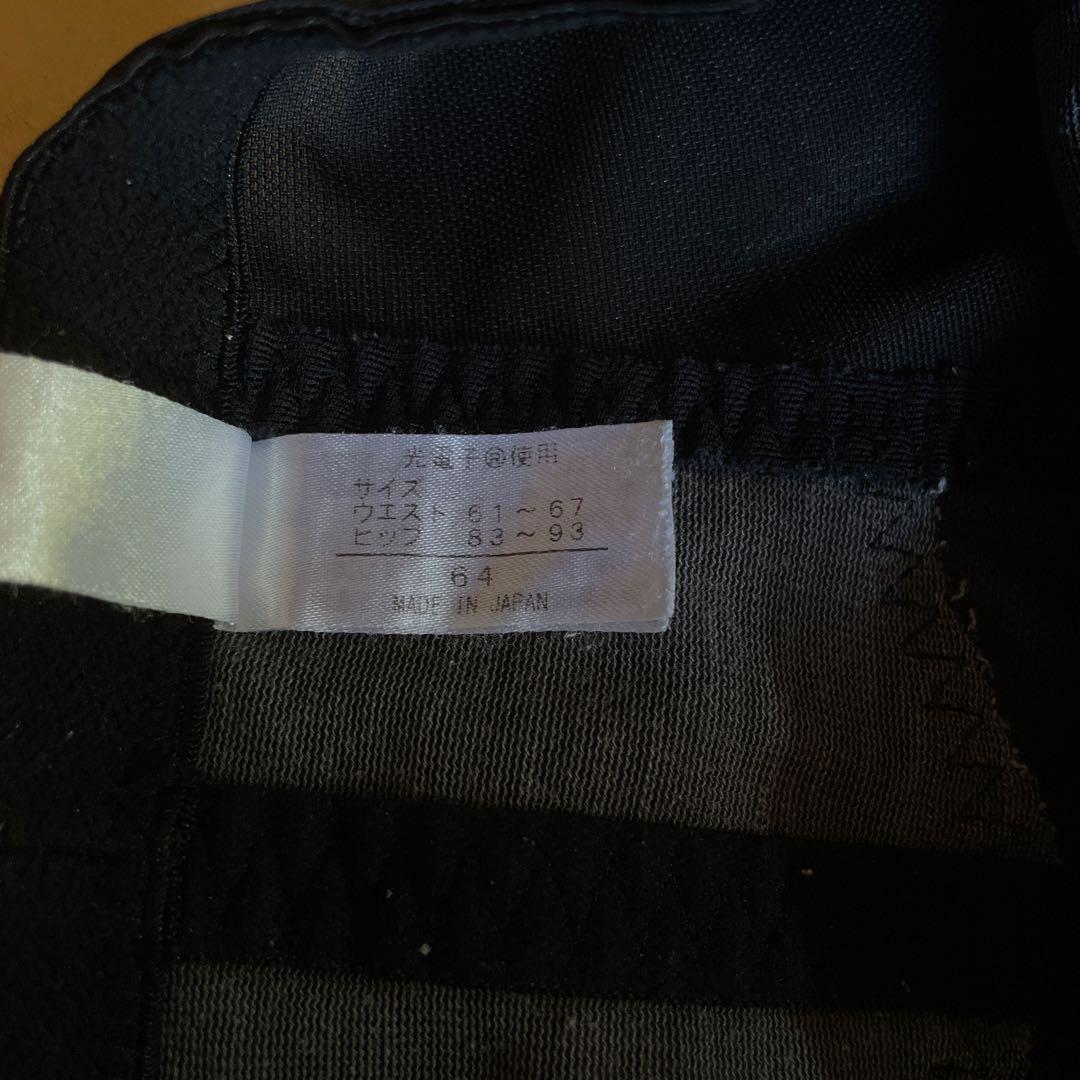 光電子®使用
サイズ
ウエスト 61～67
ヒップ 83～93
64
MADE IN JAPAN